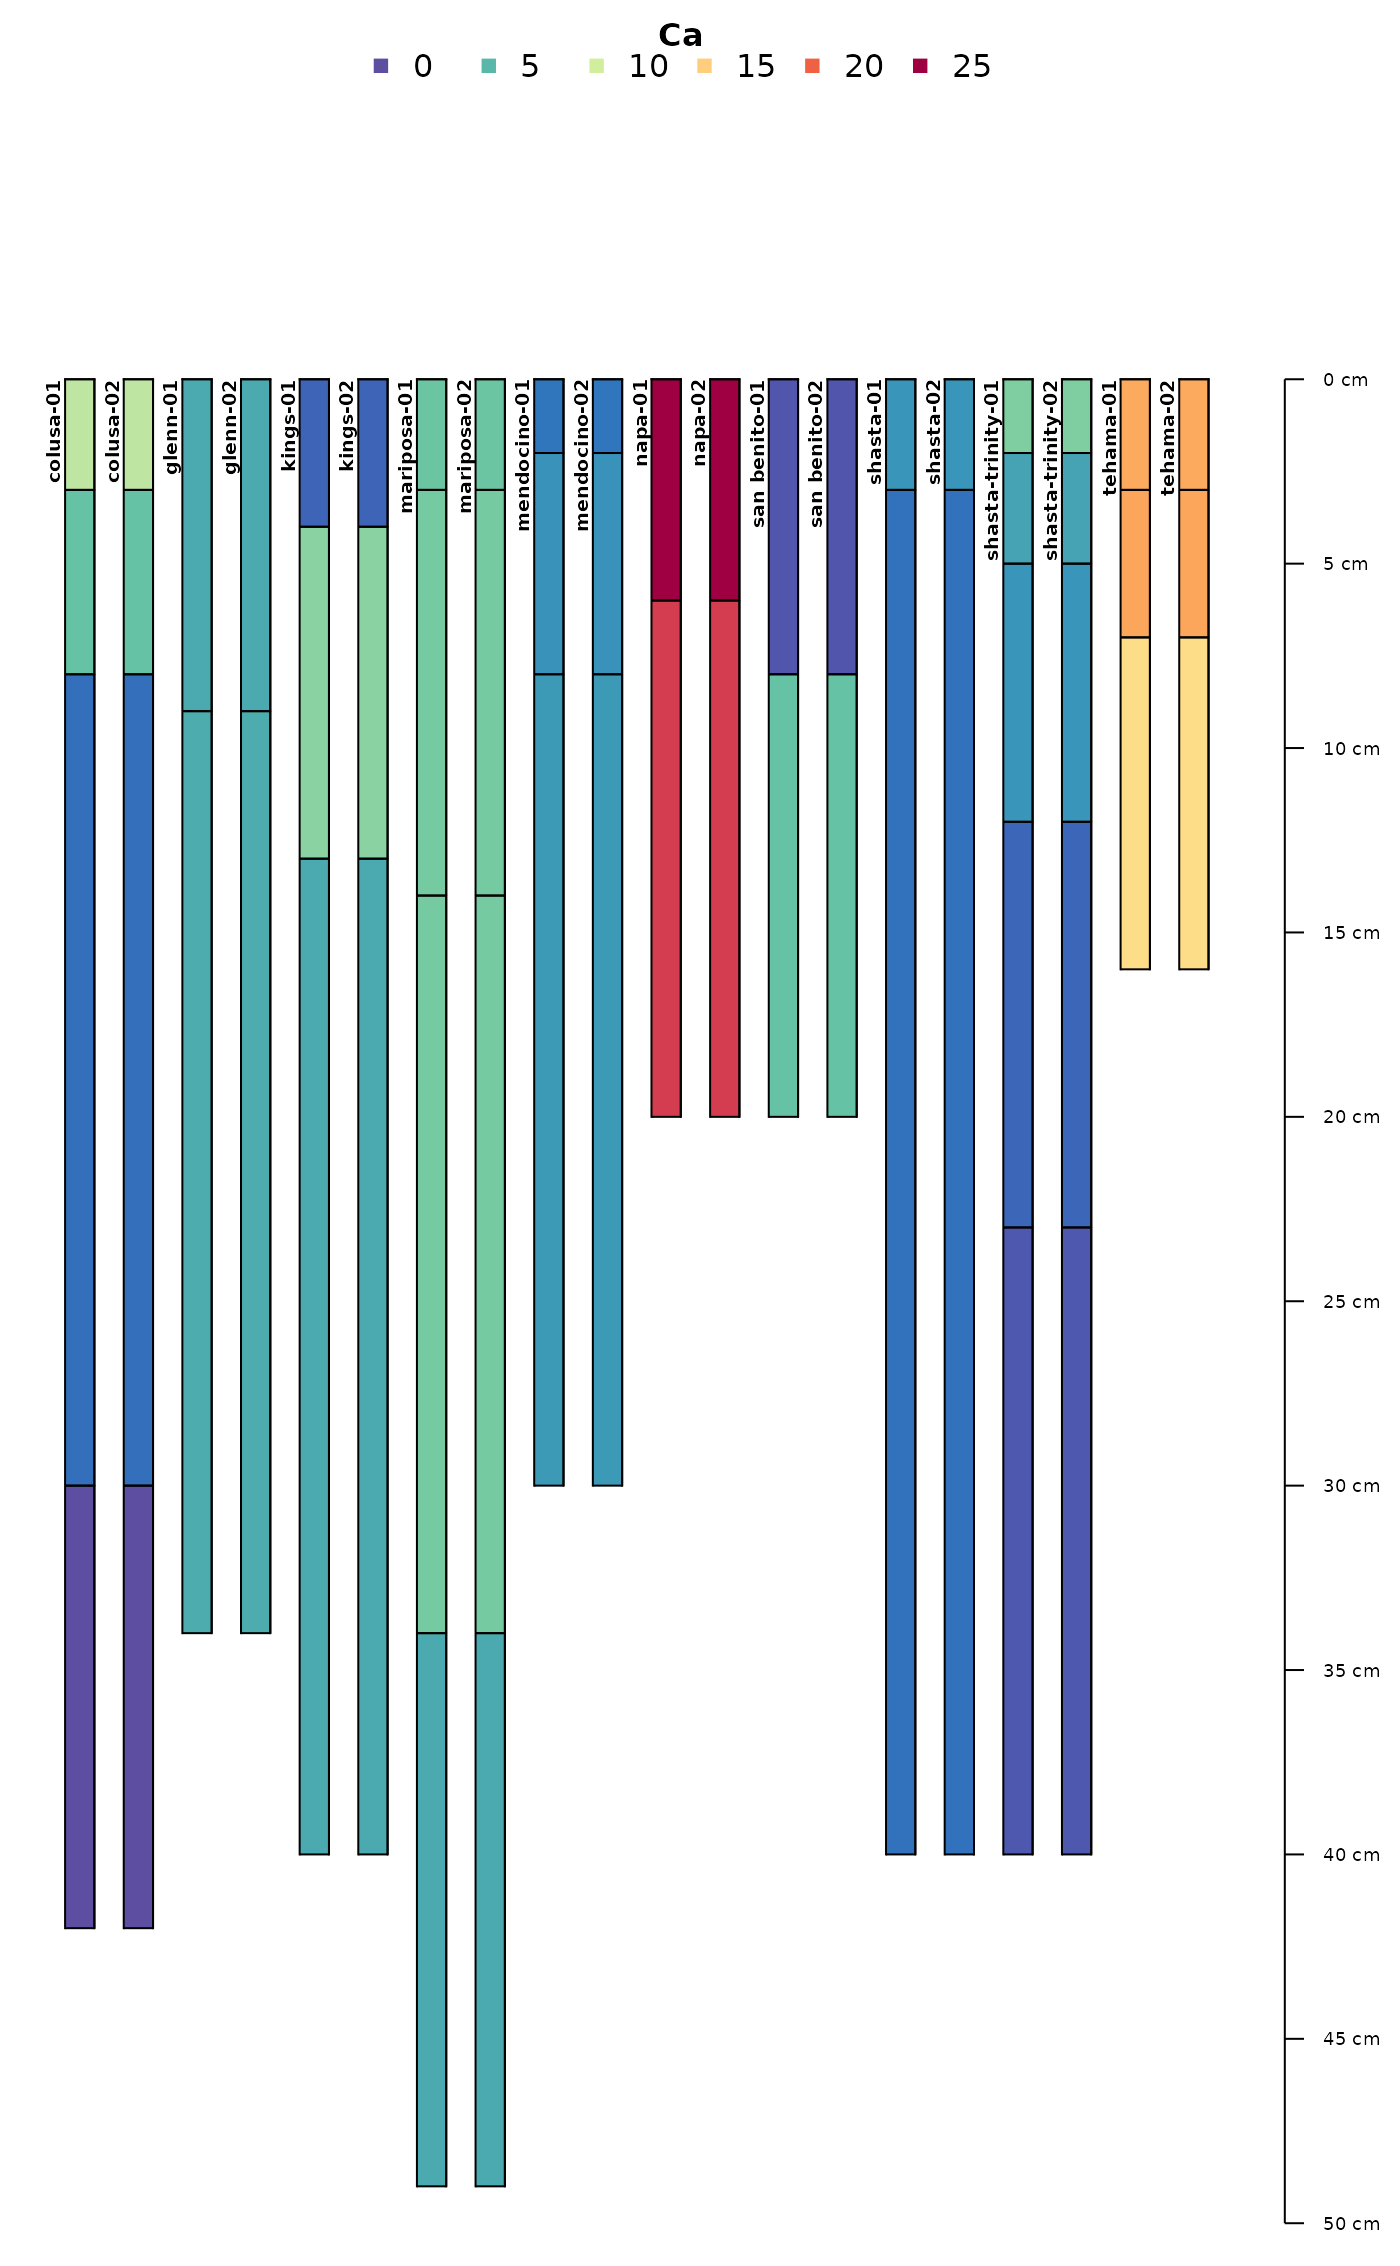 Ca
0 5 10 15 20 25
colusa-01
colusa-02
glenn-01
glenn-02
kings-01
kings-02
mariposa-01
mariposa-02
mendocino-01
mendocino-02
napa-01
napa-02
san benito-01
san benito-02
shasta-01
shasta-02
shasta-trinity-01
shasta-trinity-02
tehama-01
tehama-02
0 cm
5 cm
10 cm
15 cm
20 cm
25 cm
30 cm
35 cm
40 cm
45 cm
50 cm